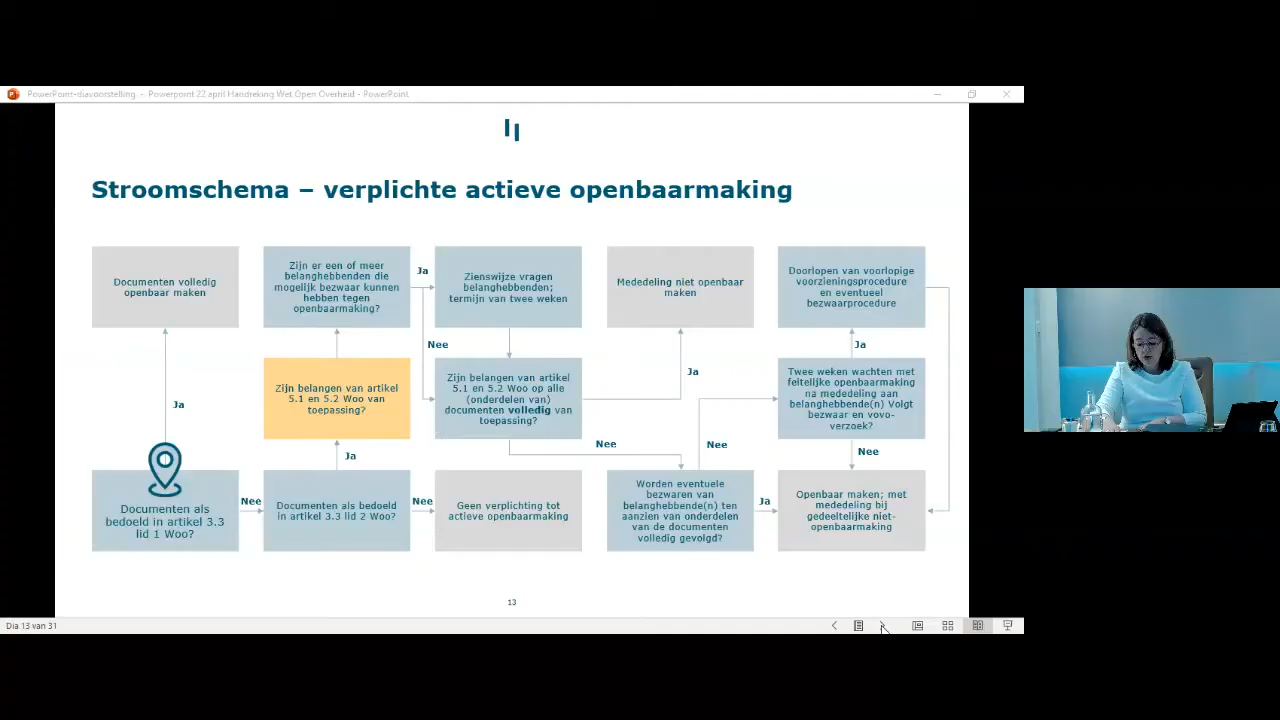 PowerPoint-diavoorstelling - Powerpoint 22 april Handreiking Wet Open Overheid - PowerPoint
Stroomschema – verplichte actieve openbaarmaking
Documenten volledig
openbaar maken
Zijn er een of meer
belanghebbenden die
mogelijk bezwaar kunnen
hebben tegen
openbaarmaking?
Ja
Zienswijze vragen
belanghebbenden;
termijn van twee weken
Mededeling niet openbaar
maken
Doorlopen van voorlopige
voorzieningsprocedure
en eventueel
bezwaarprocedure
Nee
Ja
Ja
Zijn belangen van artikel
5.1 en 5.2 Woo van
toepassing?
Zijn belangen van artikel
5.1 en 5.2 Woo op alle
(onderdelen van)
documenten volledig van
toepassing?
Ja
Twee weken wachten met
feitelijke openbaarmaking
na mededeling aan
belanghebbende(n) Volgt
bezwaar en vovo-
verzoek?
Ja
Nee
Nee
Nee
Documenten als
bedoeld in artikel 3.3
lid 1 Woo?
Nee
Documenten als bedoeld
in artikel 3.3 lid 2 Woo?
Nee
Geen verplichting tot
actieve openbaarmaking
Worden eventuele
bezwaren van
belanghebbende(n) ten
aanzien van onderdelen
van de documenten
volledig gevolgd?
Ja
Openbaar maken; met
mededeling bij
gedeeltelijke niet-
openbaarmaking
13
Dia 13 van 31